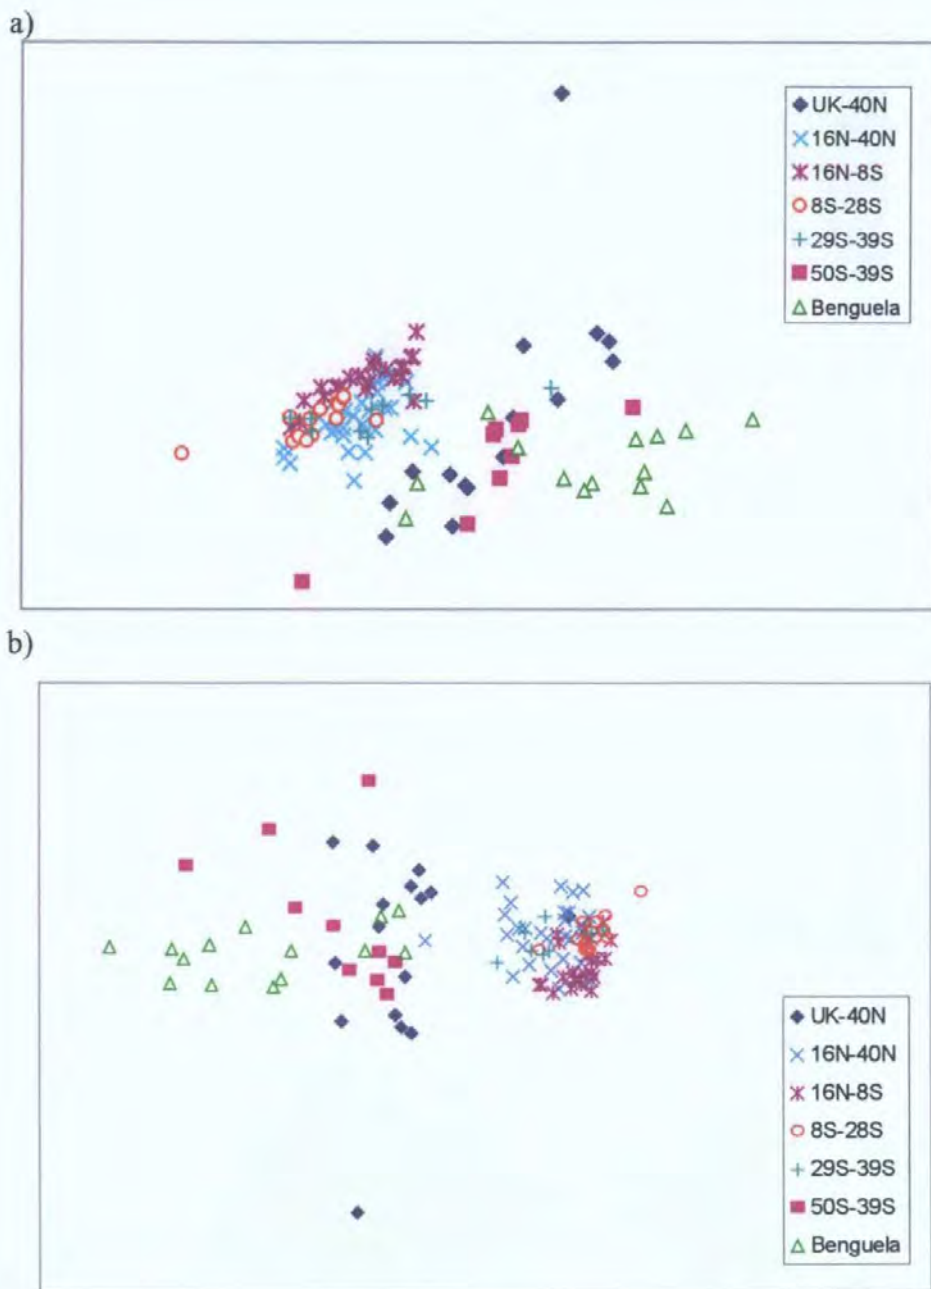 a)
UK-40N
16N-40N
16N-8S
8S-28S
29S-39S
50S-39S
Benguela
b)
UK-40N
16N-40N
16N-8S
8S-28S
29S-39S
50S-39S
Benguela